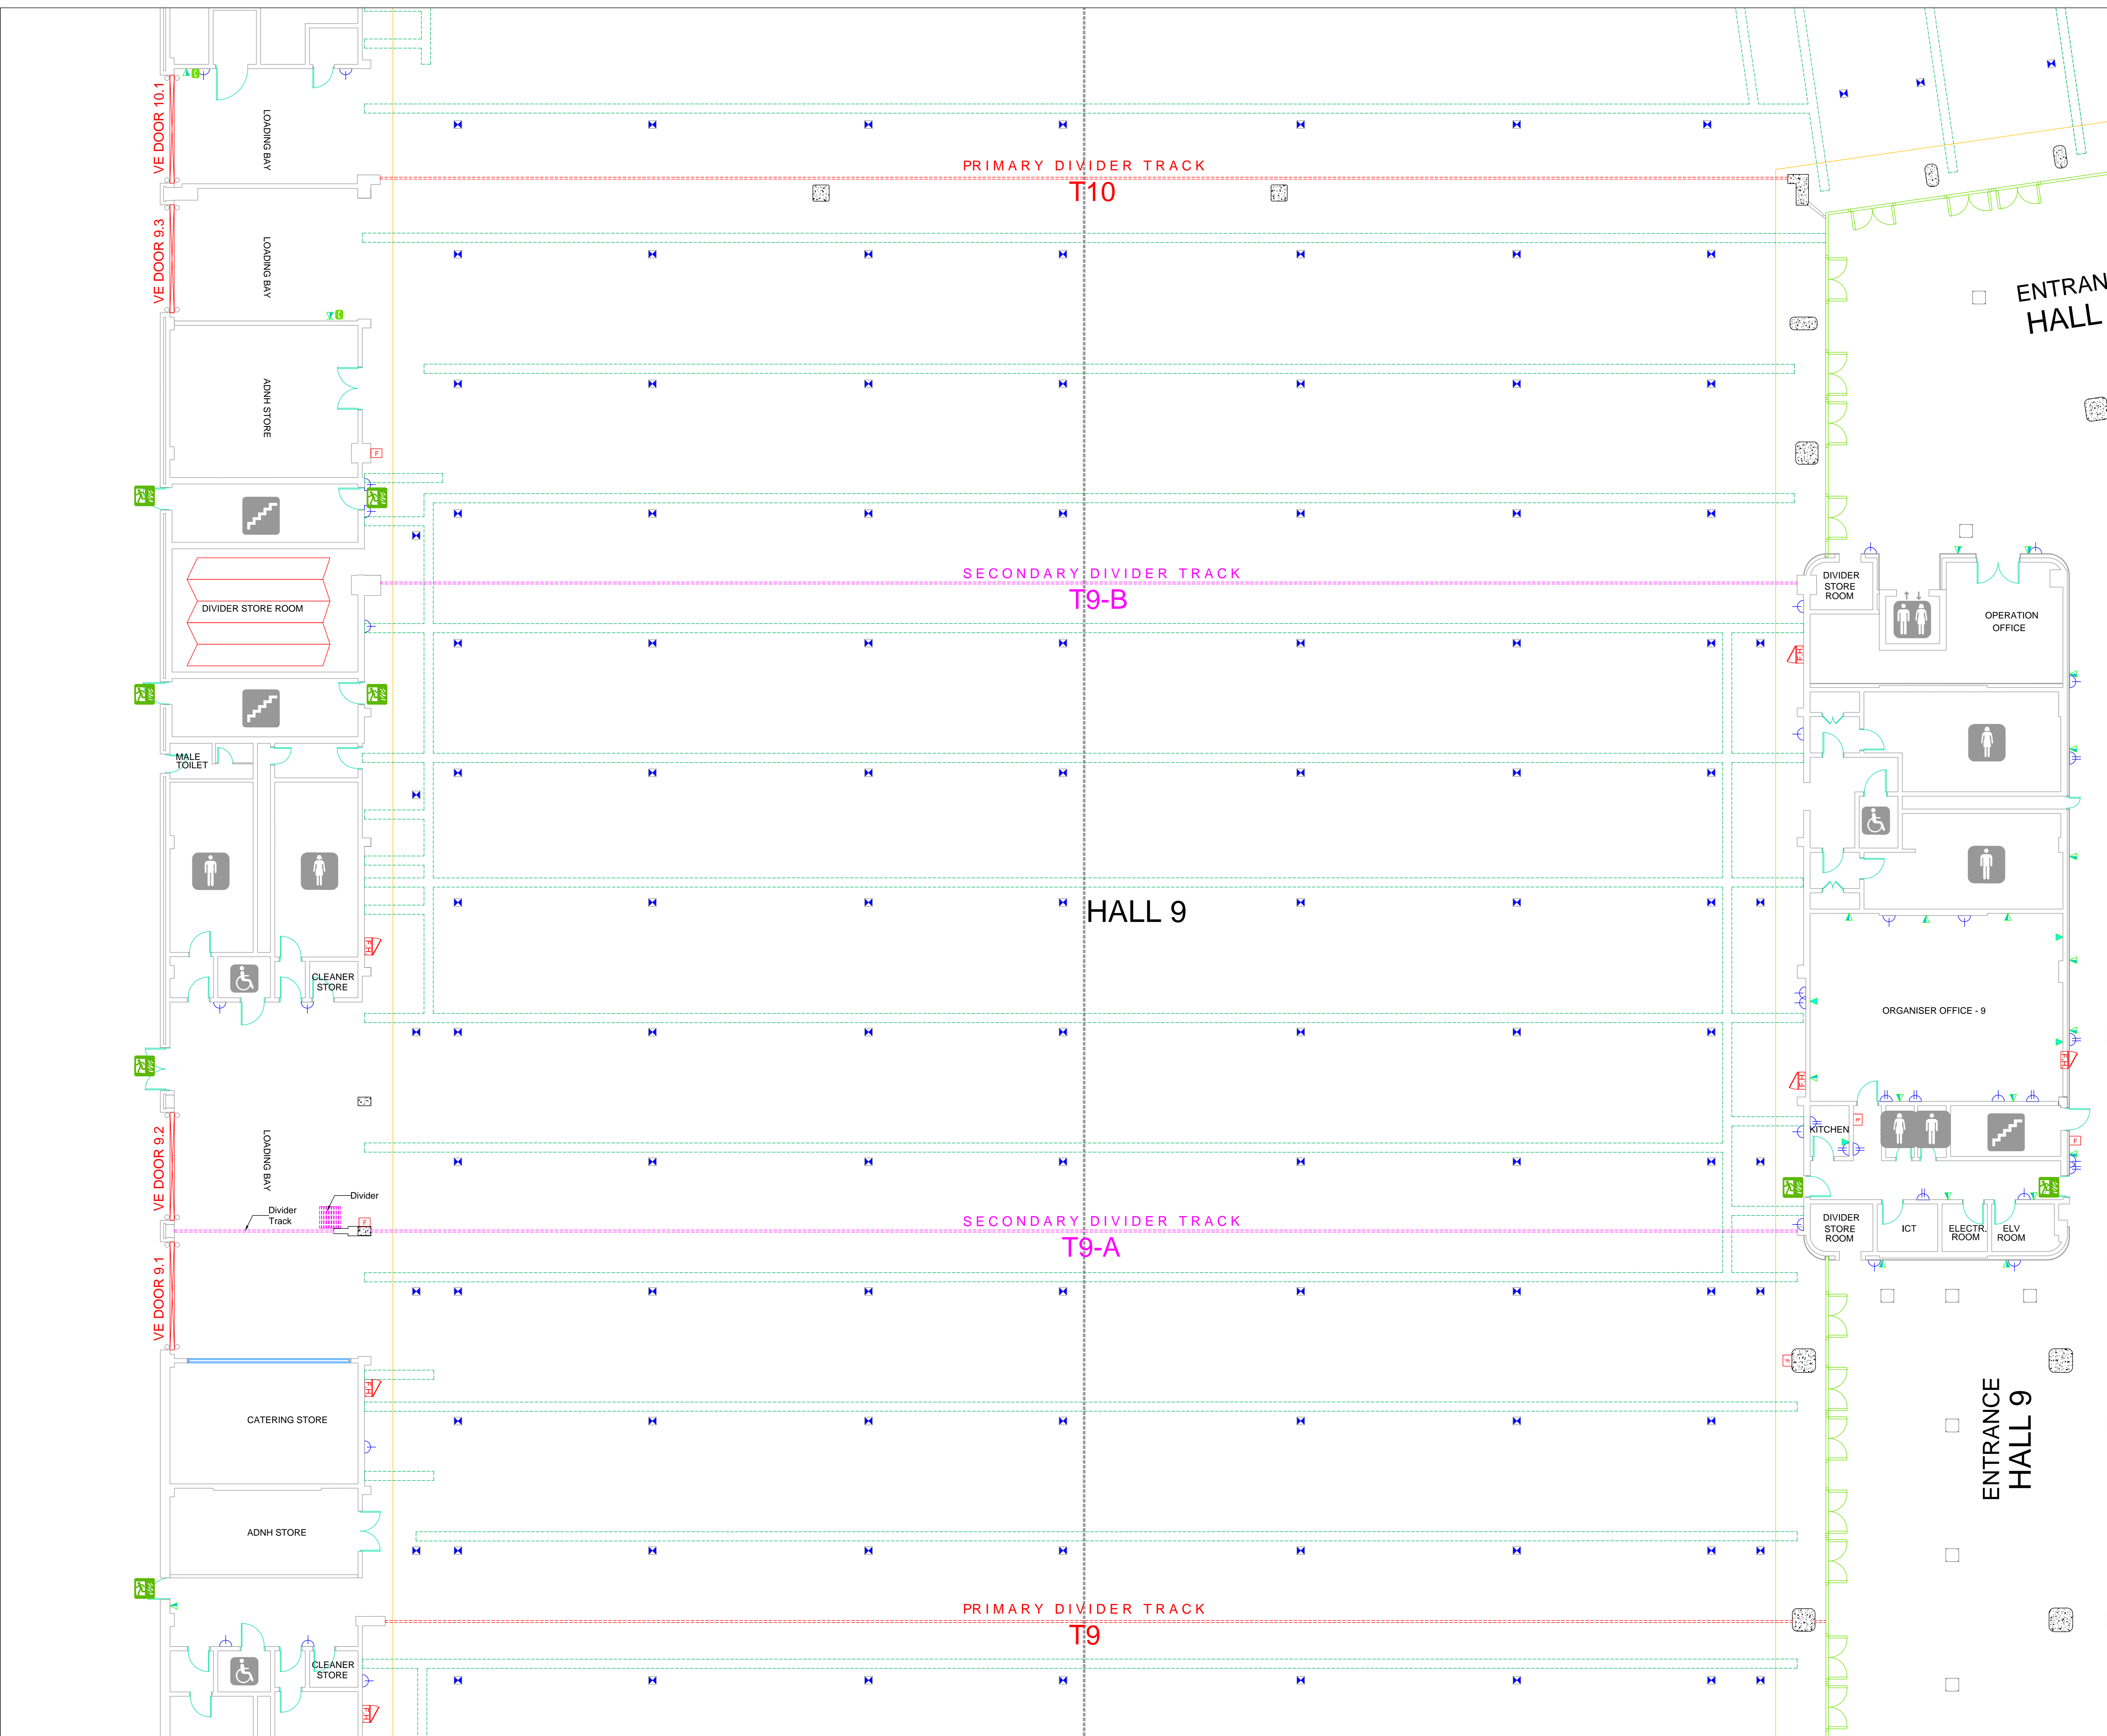 VE DOOR 10.1
LOADING BAY
PRIMARY DIVIDER TRACK
T10
VE DOOR 9.3
LOADING BAY
ENTRAN
HALL
ADNH STORE
F
SECONDARY DIVIDER TRACK
T9-B
DIVIDER
STORE
ROOM
DIVIDER STORE ROOM
OPERATION
OFFICE
F.H
MALE
TOILET
HALL 9
F.H
CLEANER
STORE
ORGANISER OFFICE - 9
F.H
F.H
VE DOOR 9.2
LOADING BAY
KITCHEN
F
F
Divider
Divider
Track
F
SECONDARY DIVIDER TRACK
T9-A
DIVIDER
STORE
ROOM
ICT
ELECTR.
ROOM
ELV
ROOM
VE DOOR 9.1
F
F.H
CATERING STORE
ENTRANCE
HALL 9
ADNH STORE
PRIMARY DIVIDER TRACK
T9
CLEANER
STORE
F.H